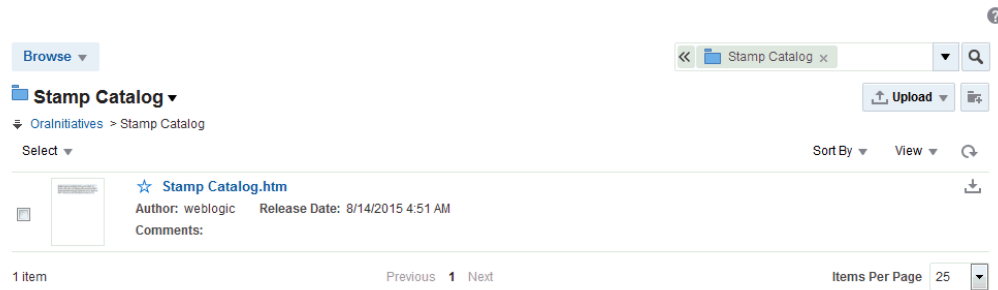 ?
Browse
Stamp Catalog x
Stamp Catalog
Upload
OraInitiatives > Stamp Catalog
Select
Sort By View
Stamp Catalog.htm
Author: weblogic Release Date: 8/14/2015 4:51 AM
Comments:
1 item Previous 1 Next Items Per Page 25